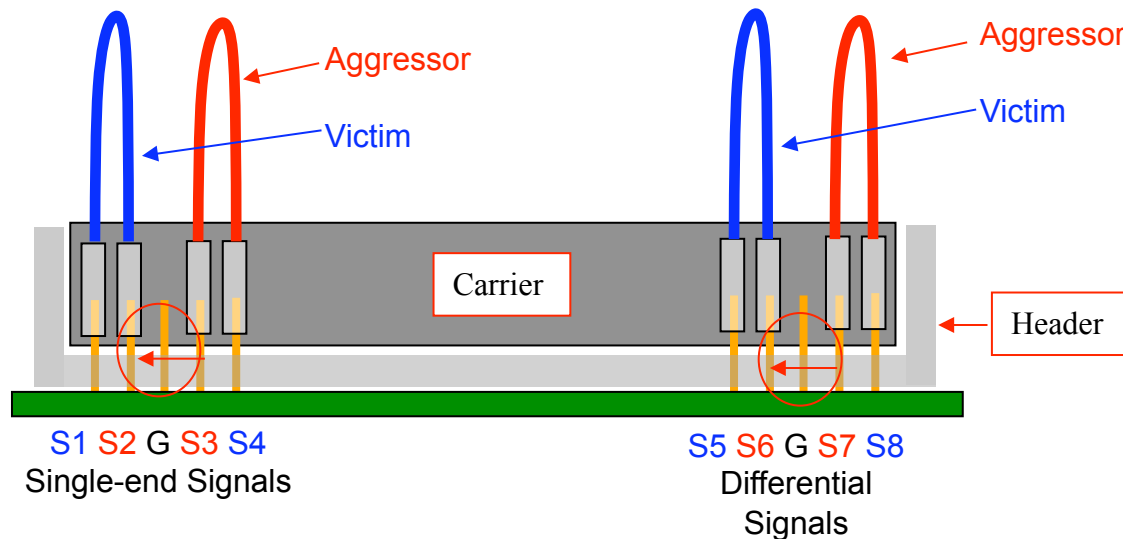 Aggressor
Victim
Aggressor
Victim
Carrier
Header
S1 S2 G S3 S4
Single-end Signals
S5 S6 G S7 S8
Differential
Signals